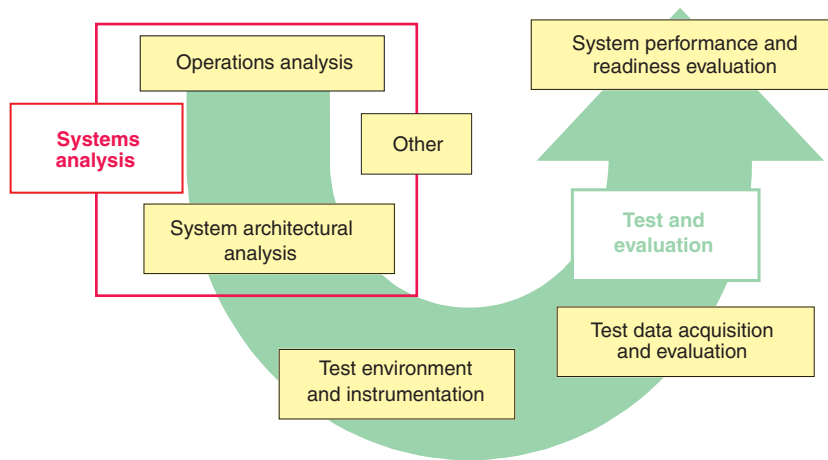 Operations analysis
Systems
analysis
Other
System architectural
analysis
Test environment
and instrumentation
Test data acquisition
and evaluation
Test and
evaluation
System performance and
readiness evaluation